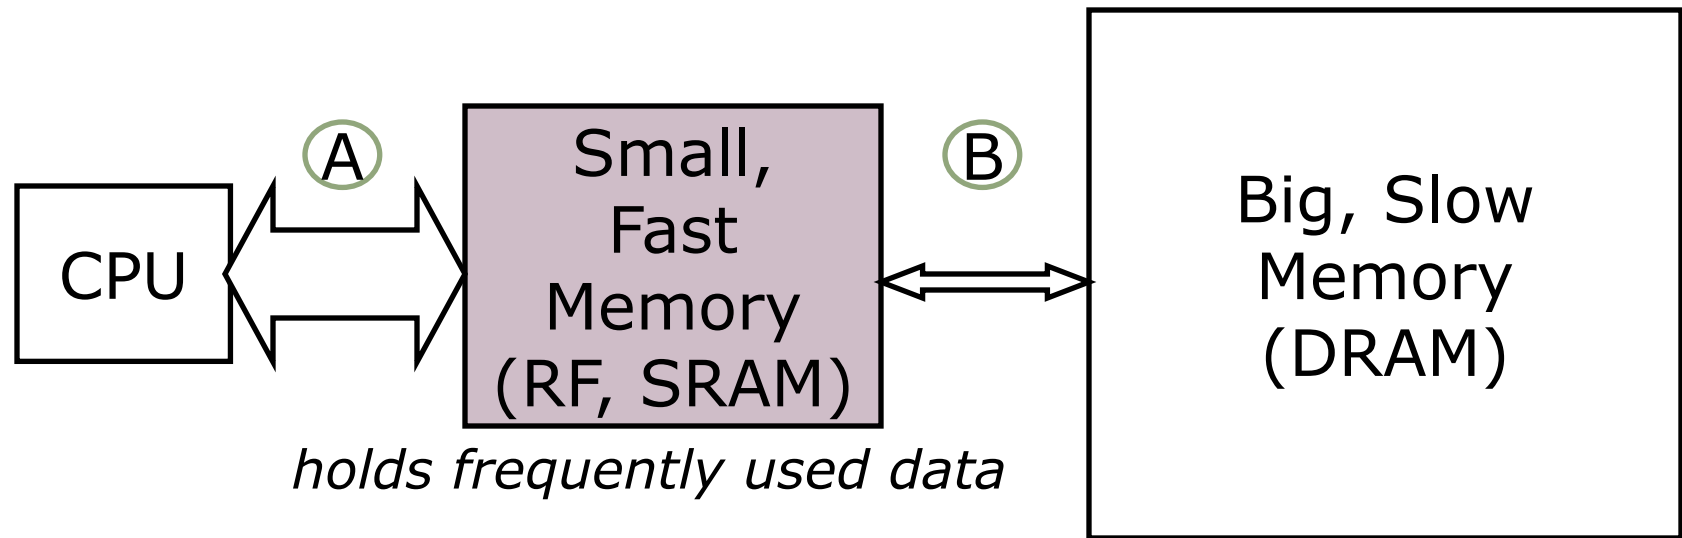 CPU
A
Small,
Fast
Memory
(RF, SRAM)
holds frequently used data
B
Big, Slow
Memory
(DRAM)